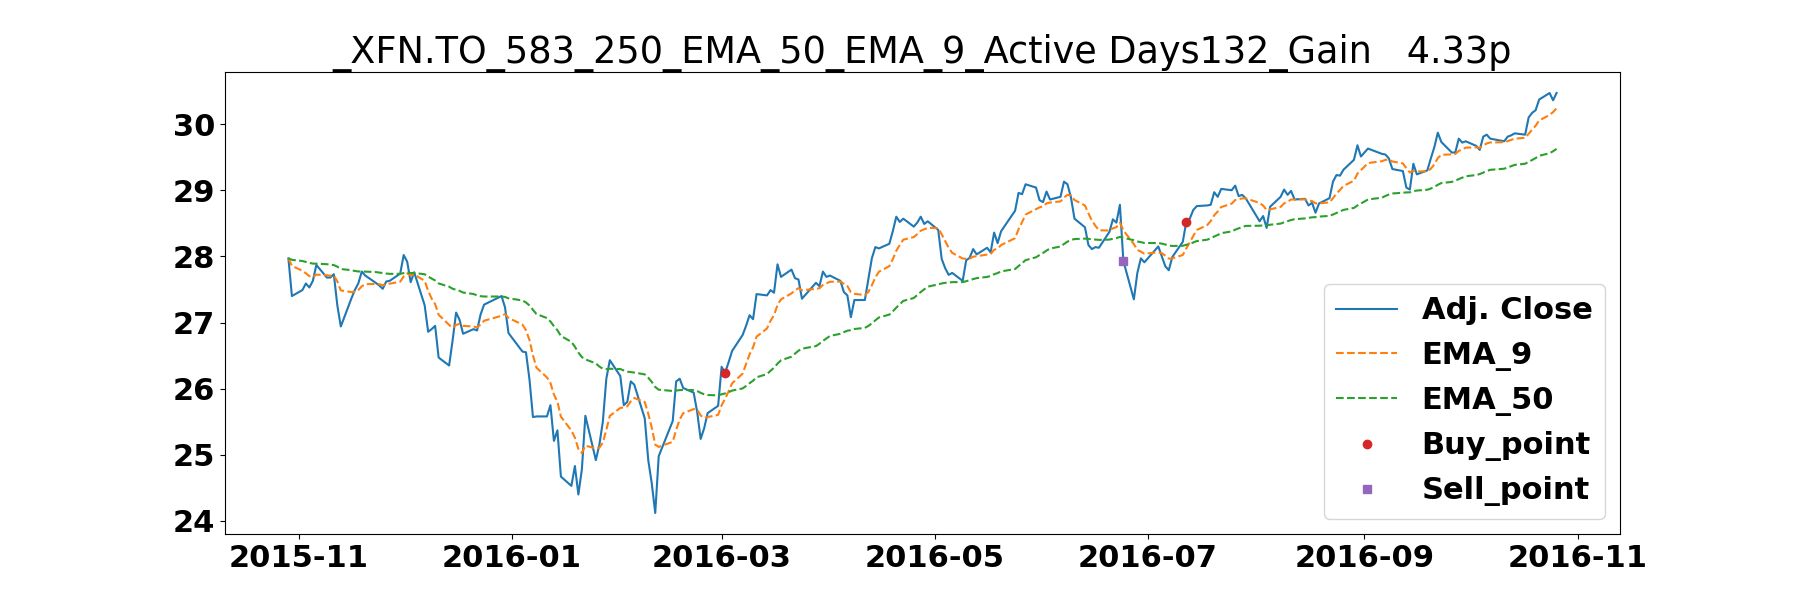 _XFN.TO_583_250_EMA_50_EMA_9_Active Days132_Gain   4.33p
30
29
28
27
26
25
24
Adj. Close
EMA_9
EMA_50
Buy_point
Sell_point
2015-11
2016-01
2016-03
2016-05
2016-07
2016-09
2016-11